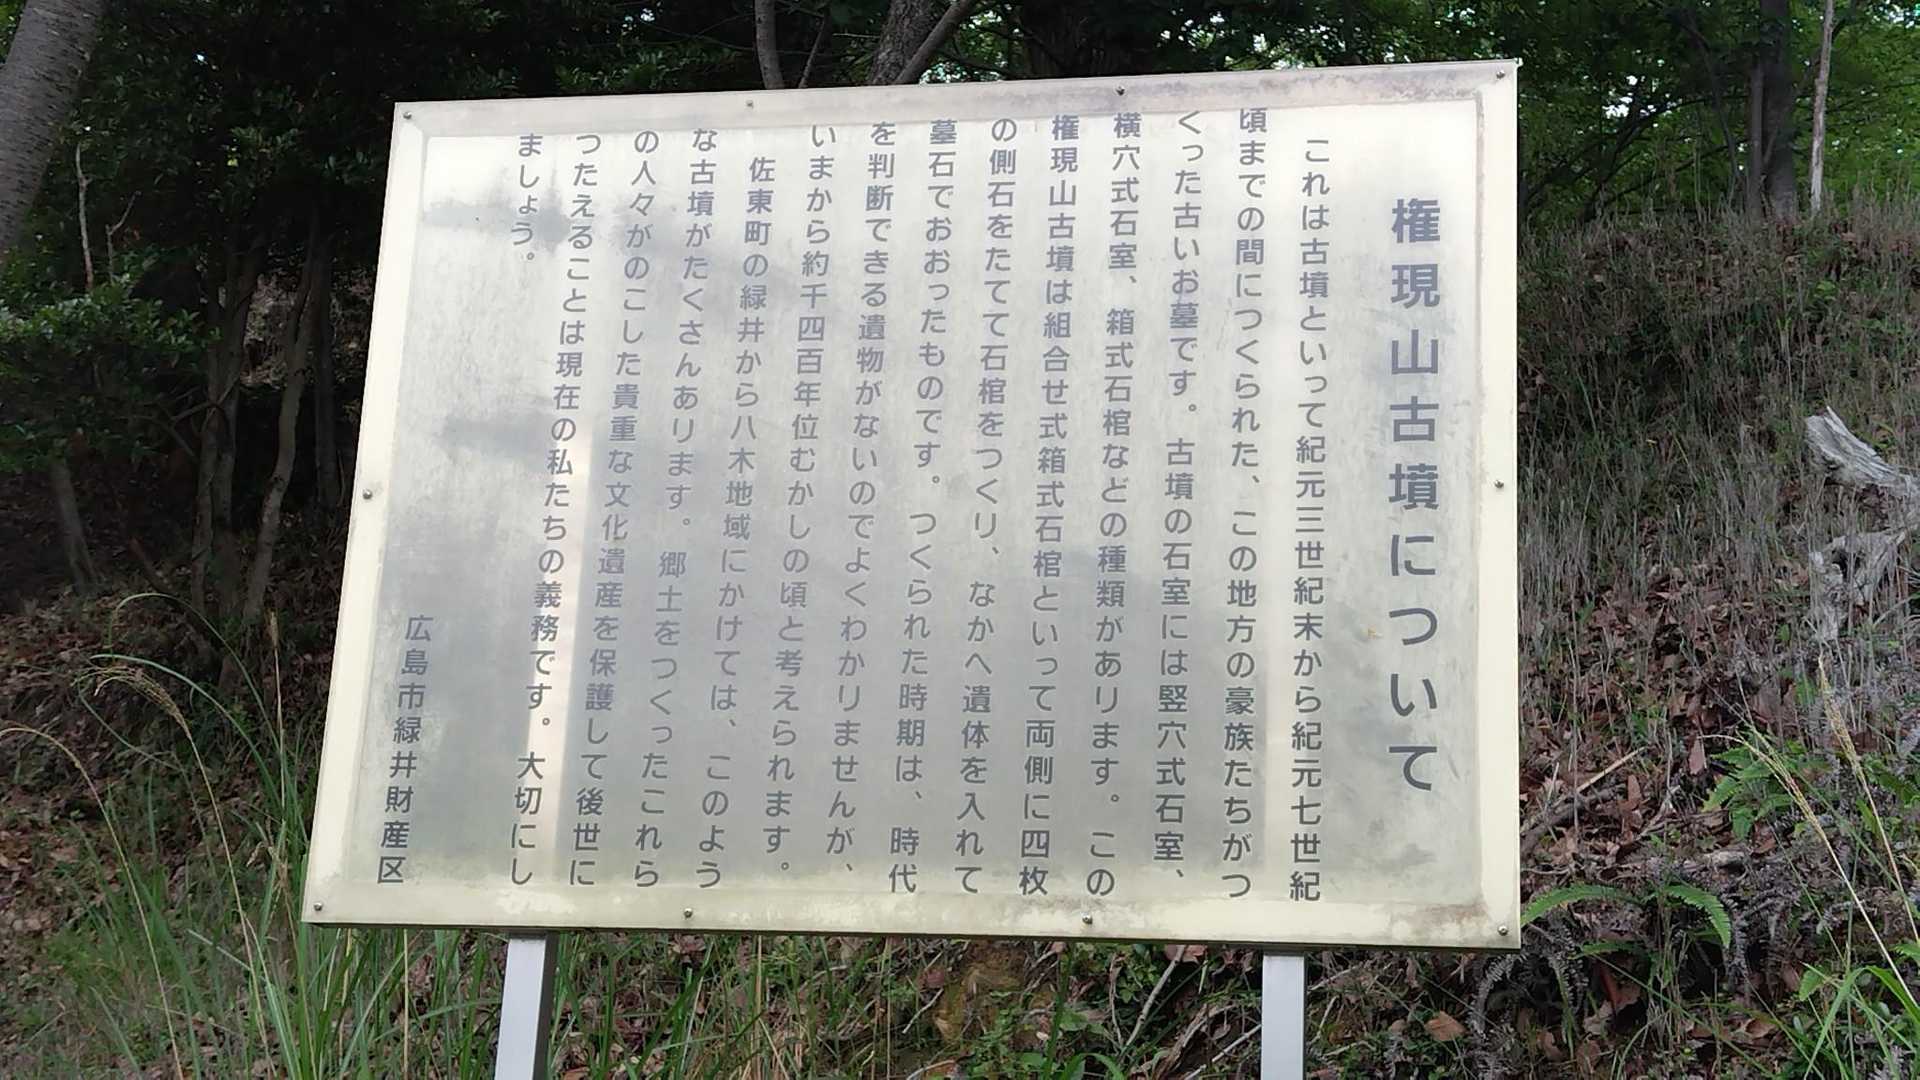 権現山古墳について
これは古墳といって紀元三世紀末から紀元七世紀
頃までの間につくられた、この地方の豪族たちがつ
くった古いお墓です。古墳の石室には竪穴式石室、
横穴式石室、箱式石棺などの種類があります。この
権現山古墳は組合せ式箱式石棺といって両側に四枚
の側石をたてて石棺をつくり、なかへ遺体を入れて
墓石でおおったものです。つくられた時期は、時代
を判断できる遺物がないのでよくわかりませんが、
いまから約千四百年位むかしの頃と考えられます。
佐東町の緑井から八木地域にかけては、このよう
な古墳がたくさんあります。郷土をつくったこれら
の人々がのこした貴重な文化遺産を保護して後世に
つたえることは現在の私たちの義務です。大切にし
ましょう。
広島市緑井財産区